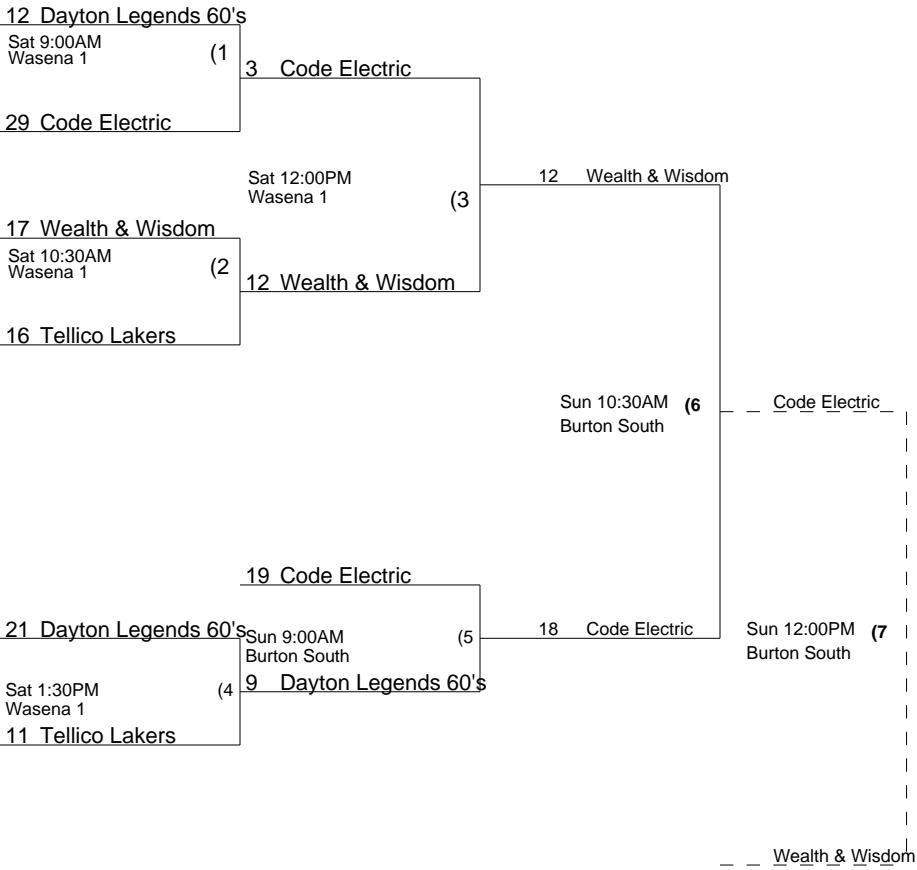 12 Dayton Legends 60's
Sat 9:00AM
Wasena 1
(1
3 Code Electric
29 Code Electric
Sat 12:00PM
Wasena 1
(3
12 Wealth & Wisdom
17 Wealth & Wisdom
Sat 10:30AM
Wasena 1
(2
12 Wealth & Wisdom
16 Tellico Lakers
Sun 10:30AM (6
Burton South
Code Electric
19 Code Electric
21 Dayton Legends 60's
Sun 9:00AM
Burton South
(5
18 Code Electric
Sun 12:00PM (7
Burton South
9 Dayton Legends 60's
Sat 1:30PM
Wasena 1
(4
11 Tellico Lakers
Wealth & Wisdom